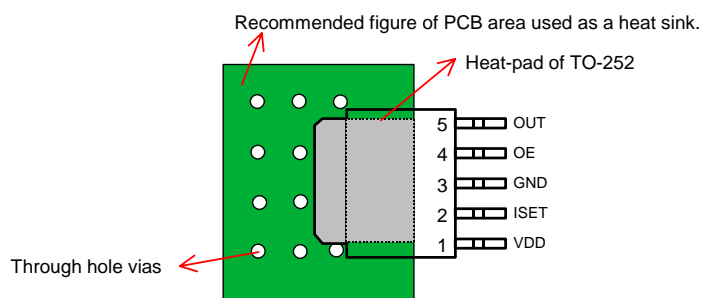 Recommended figure of PCB area used as a heat sink.
Heat-pad of TO-252
5 OUT
4 OE
3 GND
2 ISET
1 VDD
Through hole vias